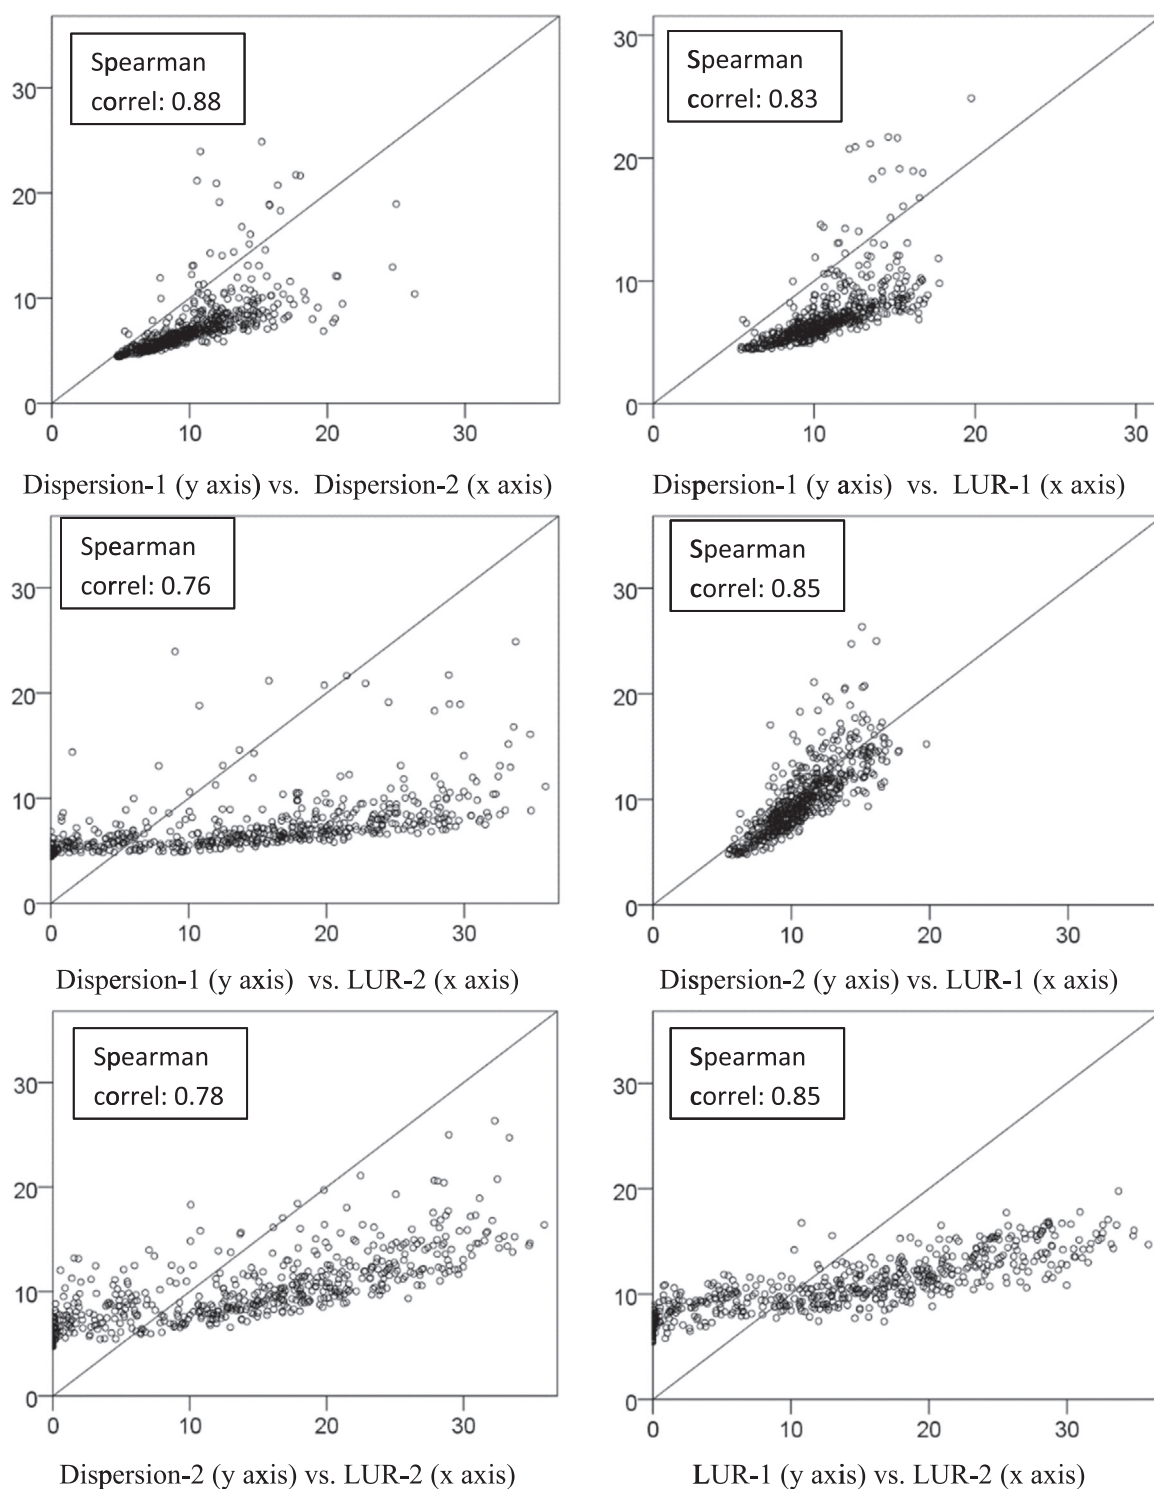 Spearman
correl: 0.88
30
20
10
0
0 10 20 30
Dispersion-1 (y axis) vs. Dispersion-2 (x axis)
Spearman
correl: 0.83
30
20
10
0
0 10 20 30
Dispersion-1 (y axis) vs. LUR-1 (x axis)
Spearman
correl: 0.76
30
20
10
0
0 10 20 30
Dispersion-1 (y axis) vs. LUR-2 (x axis)
Spearman
correl: 0.85
30
20
10
0
0 10 20 30
Dispersion-2 (y axis) vs. LUR-1 (x axis)
Spearman
correl: 0.78
30
20
10
0
0 10 20 30
Dispersion-2 (y axis) vs. LUR-2 (x axis)
Spearman
correl: 0.85
30
20
10
0
0 10 20 30
LUR-1 (y axis) vs. LUR-2 (x axis)